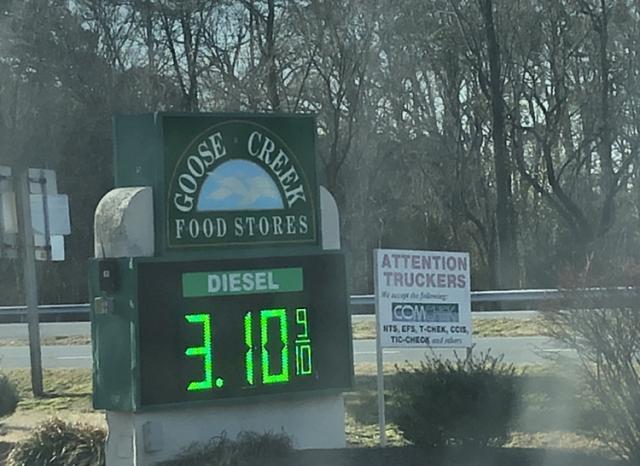 GOOSE CREEK
FOOD STORES
DIESEL
3.10 9/10
ATTENTION
TRUCKERS
We accept the following:
COMCHEK
NTS, EFS, T-CHEK, CCIS,
TIC-CHECK and others